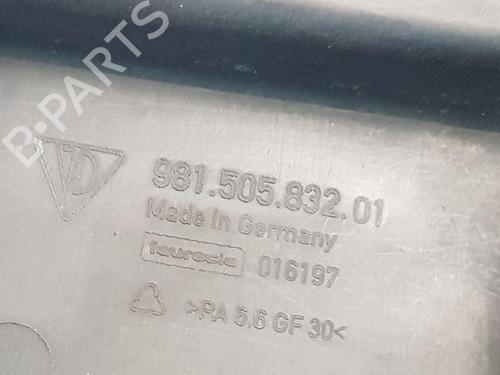 B-PARTS
981.505.832.01
Made in Germany
faurecia 016197
>PA 6.6 GF 30<